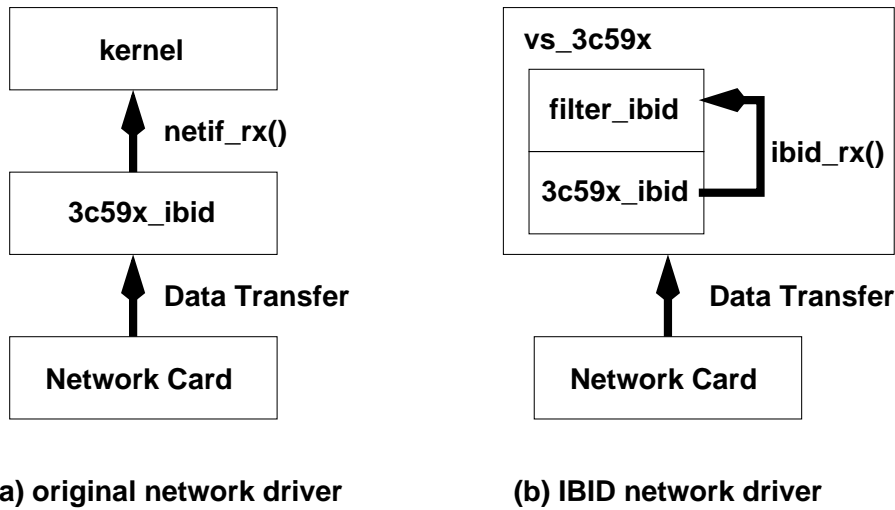 kernel
netif_rx()
3c59x_ibid
Data Transfer
Network Card
a) original network driver
vs_3c59x
filter_ibid
ibid_rx()
3c59x_ibid
Data Transfer
Network Card
(b) IBID network driver